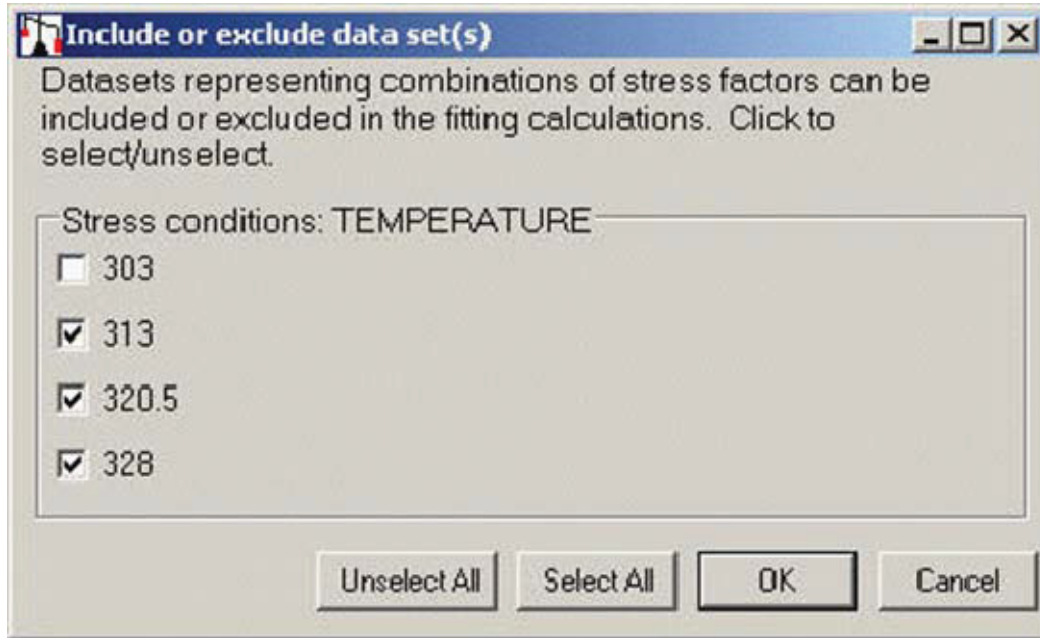 Include or exclude data set(s)
Datasets representing combinations of stress factors can be
included or excluded in the fitting calculations. Click to
select/unselect.
Stress conditions: TEMPERATURE
303
313
320.5
328
Unselect All Select All OK Cancel